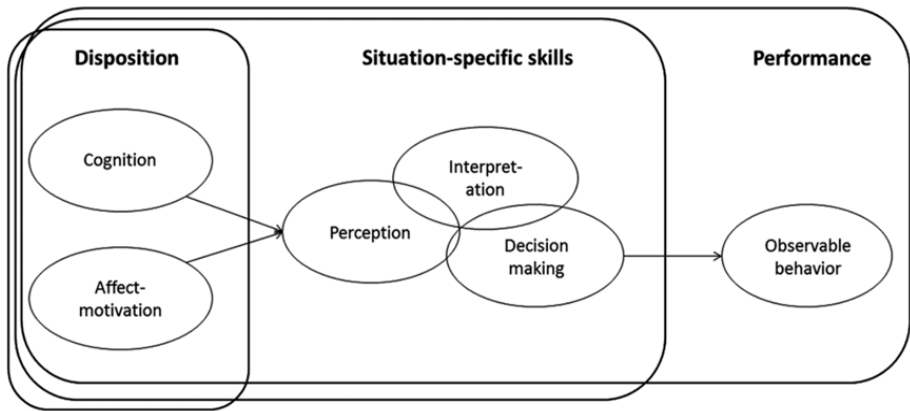 Disposition
Situation-specific skills
Performance
Cognition
Affect-
motivation
Perception
Interpret-
ation
Decision
making
Observable
behavior